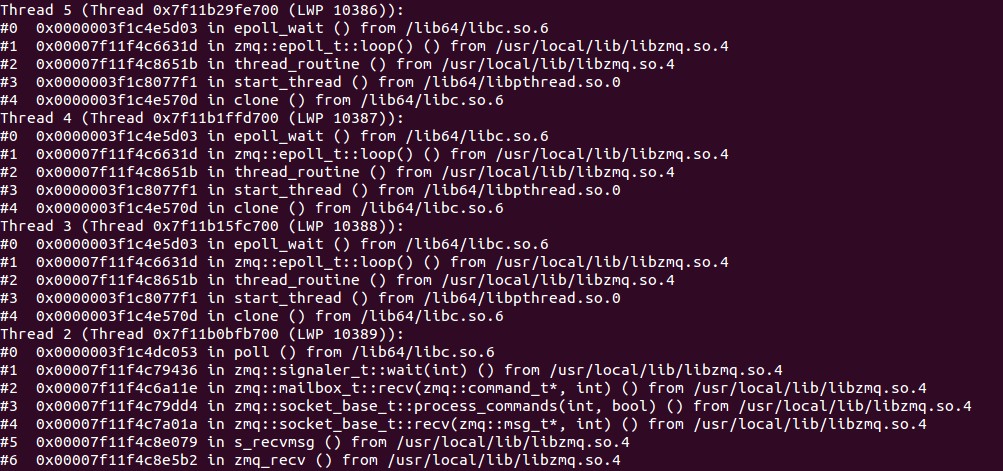 Thread 5 (Thread 0x7f11b29fe700 (LWP 10386)):
#0  0x0000003f1c4e5d03 in epoll_wait () from /lib64/libc.so.6
#1  0x00007f11f4c6631d in zmq::epoll_t::loop() () from /usr/local/lib/libzmq.so.4
#2  0x00007f11f4c8651b in thread_routine () from /usr/local/lib/libzmq.so.4
#3  0x0000003f1c8077f1 in start_thread () from /lib64/libpthread.so.0
#4  0x0000003f1c4e570d in clone () from /lib64/libc.so.6
Thread 4 (Thread 0x7f11b1ffd700 (LWP 10387)):
#0  0x0000003f1c4e5d03 in epoll_wait () from /lib64/libc.so.6
#1  0x00007f11f4c6631d in zmq::epoll_t::loop() () from /usr/local/lib/libzmq.so.4
#2  0x00007f11f4c8651b in thread_routine () from /usr/local/lib/libzmq.so.4
#3  0x0000003f1c8077f1 in start_thread () from /lib64/libpthread.so.0
#4  0x0000003f1c4e570d in clone () from /lib64/libc.so.6
Thread 3 (Thread 0x7f11b15fc700 (LWP 10388)):
#0  0x0000003f1c4e5d03 in epoll_wait () from /lib64/libc.so.6
#1  0x00007f11f4c6631d in zmq::epoll_t::loop() () from /usr/local/lib/libzmq.so.4
#2  0x00007f11f4c8651b in thread_routine () from /usr/local/lib/libzmq.so.4
#3  0x0000003f1c8077f1 in start_thread () from /lib64/libpthread.so.0
#4  0x0000003f1c4e570d in clone () from /lib64/libc.so.6
Thread 2 (Thread 0x7f11b0bfb700 (LWP 10389)):
#0  0x0000003f1c4dc053 in poll () from /lib64/libc.so.6
#1  0x00007f11f4c79436 in zmq::signaler_t::wait(int) () from /usr/local/lib/libzmq.so.4
#2  0x00007f11f4c6a11e in zmq::mailbox_t::recv(zmq::command_t*, int) () from /usr/local/lib/libzmq.so.4
#3  0x00007f11f4c79dd4 in zmq::socket_base_t::process_commands(int, bool) () from /usr/local/lib/libzmq.so.4
#4  0x00007f11f4c7a01a in zmq::socket_base_t::recv(zmq::msg_t*, int) () from /usr/local/lib/libzmq.so.4
#5  0x00007f11f4c8e079 in s_recvmsg () from /usr/local/lib/libzmq.so.4
#6  0x00007f11f4c8e5b2 in zmq_recv () from /usr/local/lib/libzmq.so.4